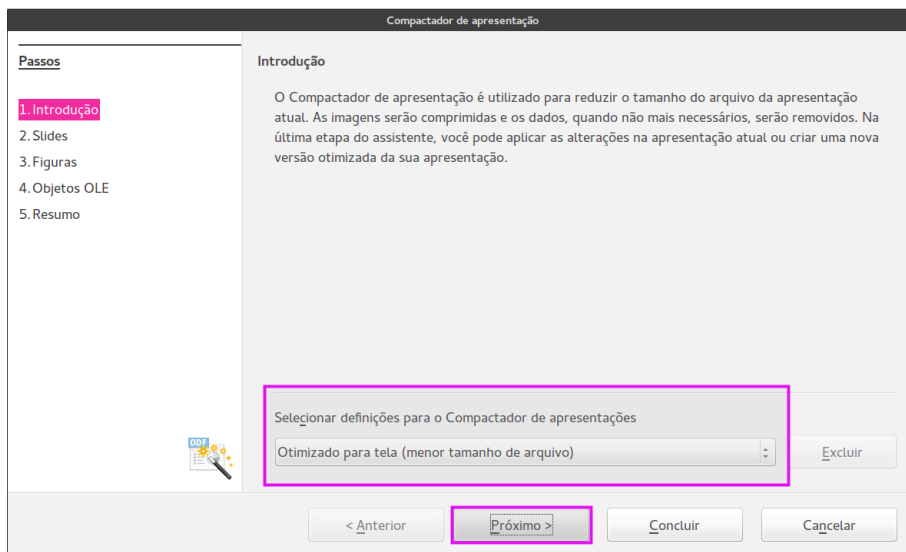 Compactador de apresentação
Passos
1. Introdução
2. Slides
3. Figuras
4. Objetos OLE
5. Resumo
Introdução
O Compactador de apresentação é utilizado para reduzir o tamanho do arquivo da apresentação
atual. As imagens serão comprimidas e os dados, quando não mais necessários, serão removidos. Na
última etapa do assistente, você pode aplicar as alterações na apresentação atual ou criar uma nova
versão otimizada da sua apresentação.
Selecionar definições para o Compactador de apresentações
Otimizado para tela (menor tamanho de arquivo)
Excluir
ODF
< Anterior
Próximo >
Concluir
Cancelar